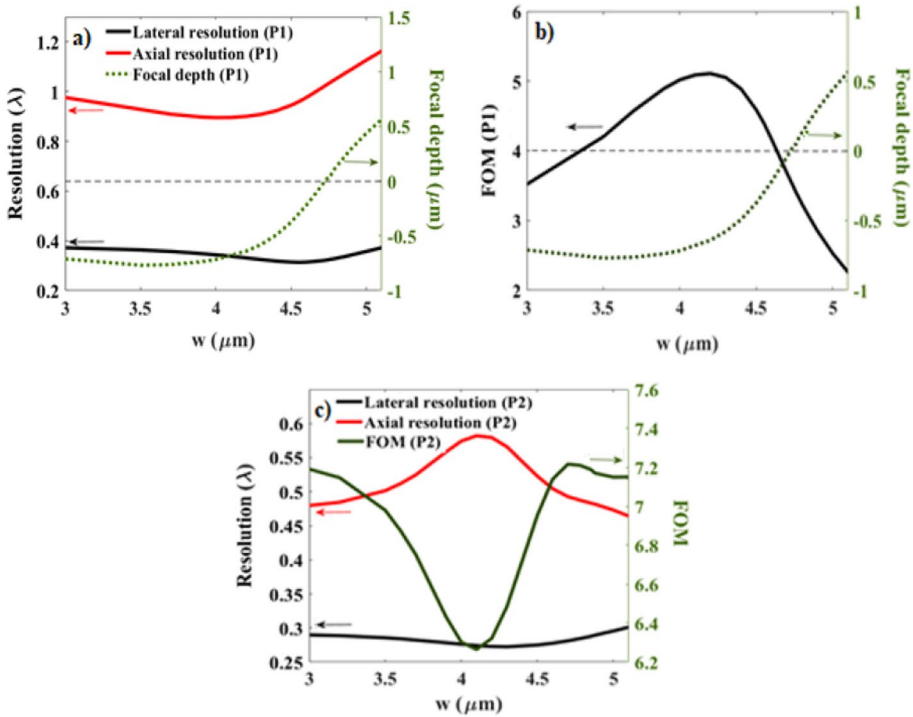 a)
Lateral resolution (P1)
Axial resolution (P1)
Focal depth (P1)
1.2
1
0.8
0.6
0.4
0.2
Resolution (λ)
3
3.5
4
4.5
5
w (μm)
1.5
1
0.5
0
-0.5
-1
Focal depth (μm)
b)
6
5
4
3
2
FOM (P1)
3
3.5
4
4.5
5
w (μm)
1
0.5
0
-0.5
-1
Focal depth (μm)
c)
Lateral resolution (P2)
Axial resolution (P2)
FOM (P2)
0.6
0.55
0.5
0.45
0.4
0.35
0.3
0.25
Resolution (λ)
3
3.5
4
4.5
5
w (μm)
7.6
7.4
7.2
7
6.8
6.6
6.4
6.2
FOM